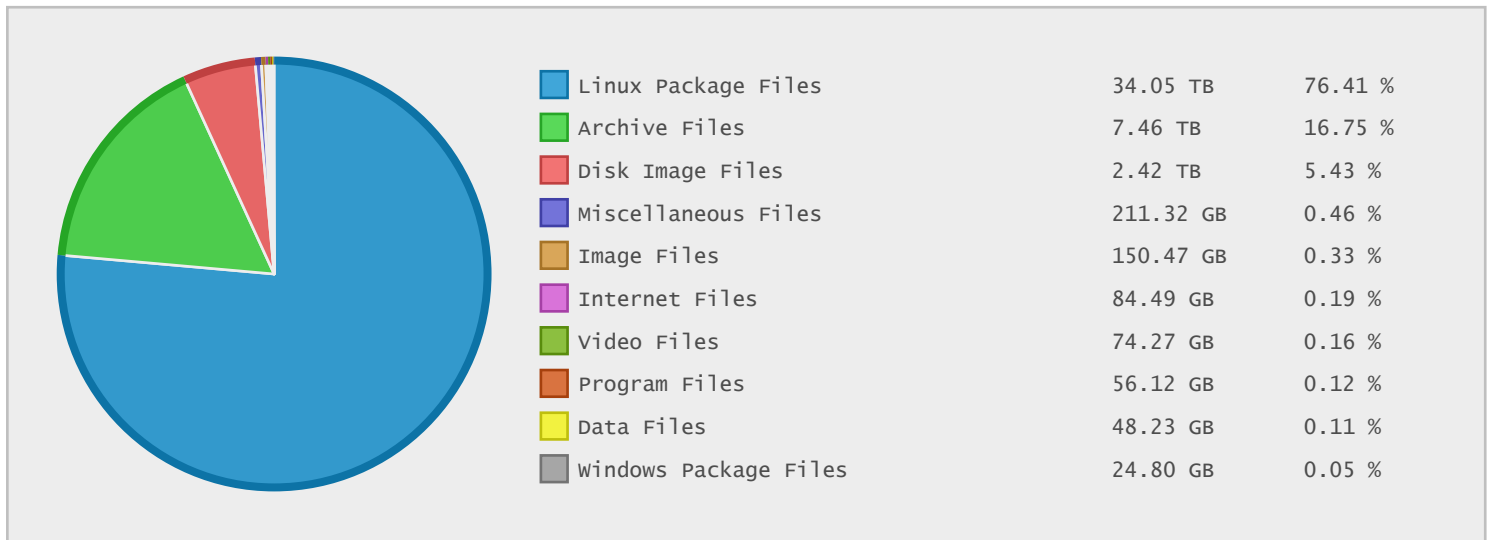 Linux Package Files 34.05 TB 76.41 %
Archive Files 7.46 TB 16.75 %
Disk Image Files 2.42 TB 5.43 %
Miscellaneous Files 211.32 GB 0.46 %
Image Files 150.47 GB 0.33 %
Internet Files 84.49 GB 0.19 %
Video Files 74.27 GB 0.16 %
Program Files 56.12 GB 0.12 %
Data Files 48.23 GB 0.11 %
Windows Package Files 24.80 GB 0.05 %